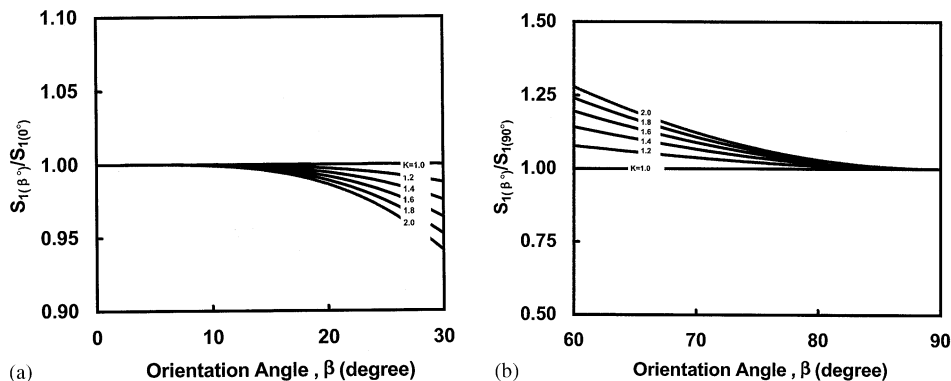 1.10
1.05
1.00
0.95
0.90
S1(β°)/S1(0°)
K=1.0
1.2
1.4
1.6
1.8
2.0
0 10 20 30
(a) Orientation Angle , β (degree)
1.50
1.25
1.00
0.75
0.50
S1(β°)/S1(90°)
2.0
1.8
1.6
1.4
1.2
K=1.0
60 70 80 90
(b) Orientation Angle , β (degree)